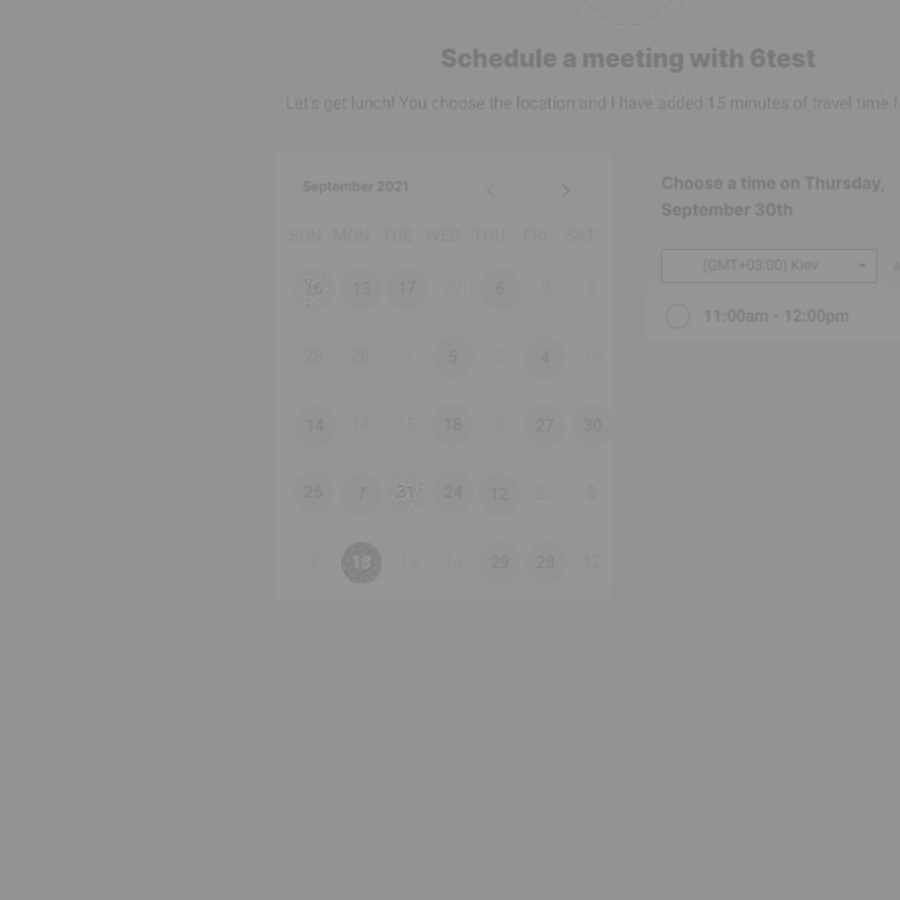 Schedule a meeting with 6test
Let's get lunch! You choose the location and I have added 15 minutes of travel time f
September 2021
SUN MON TUE WED THU FRI SAT
16 13 17 6 9 9
28 28 2 5 2 4 18
14 14 15 18 8 27 30
25 7 31 24 12 22 5
2 18 13 14 29 28 12
Choose a time on Thursday,
September 30th
(GMT+03:00) Kiev a
11:00am - 12:00pm